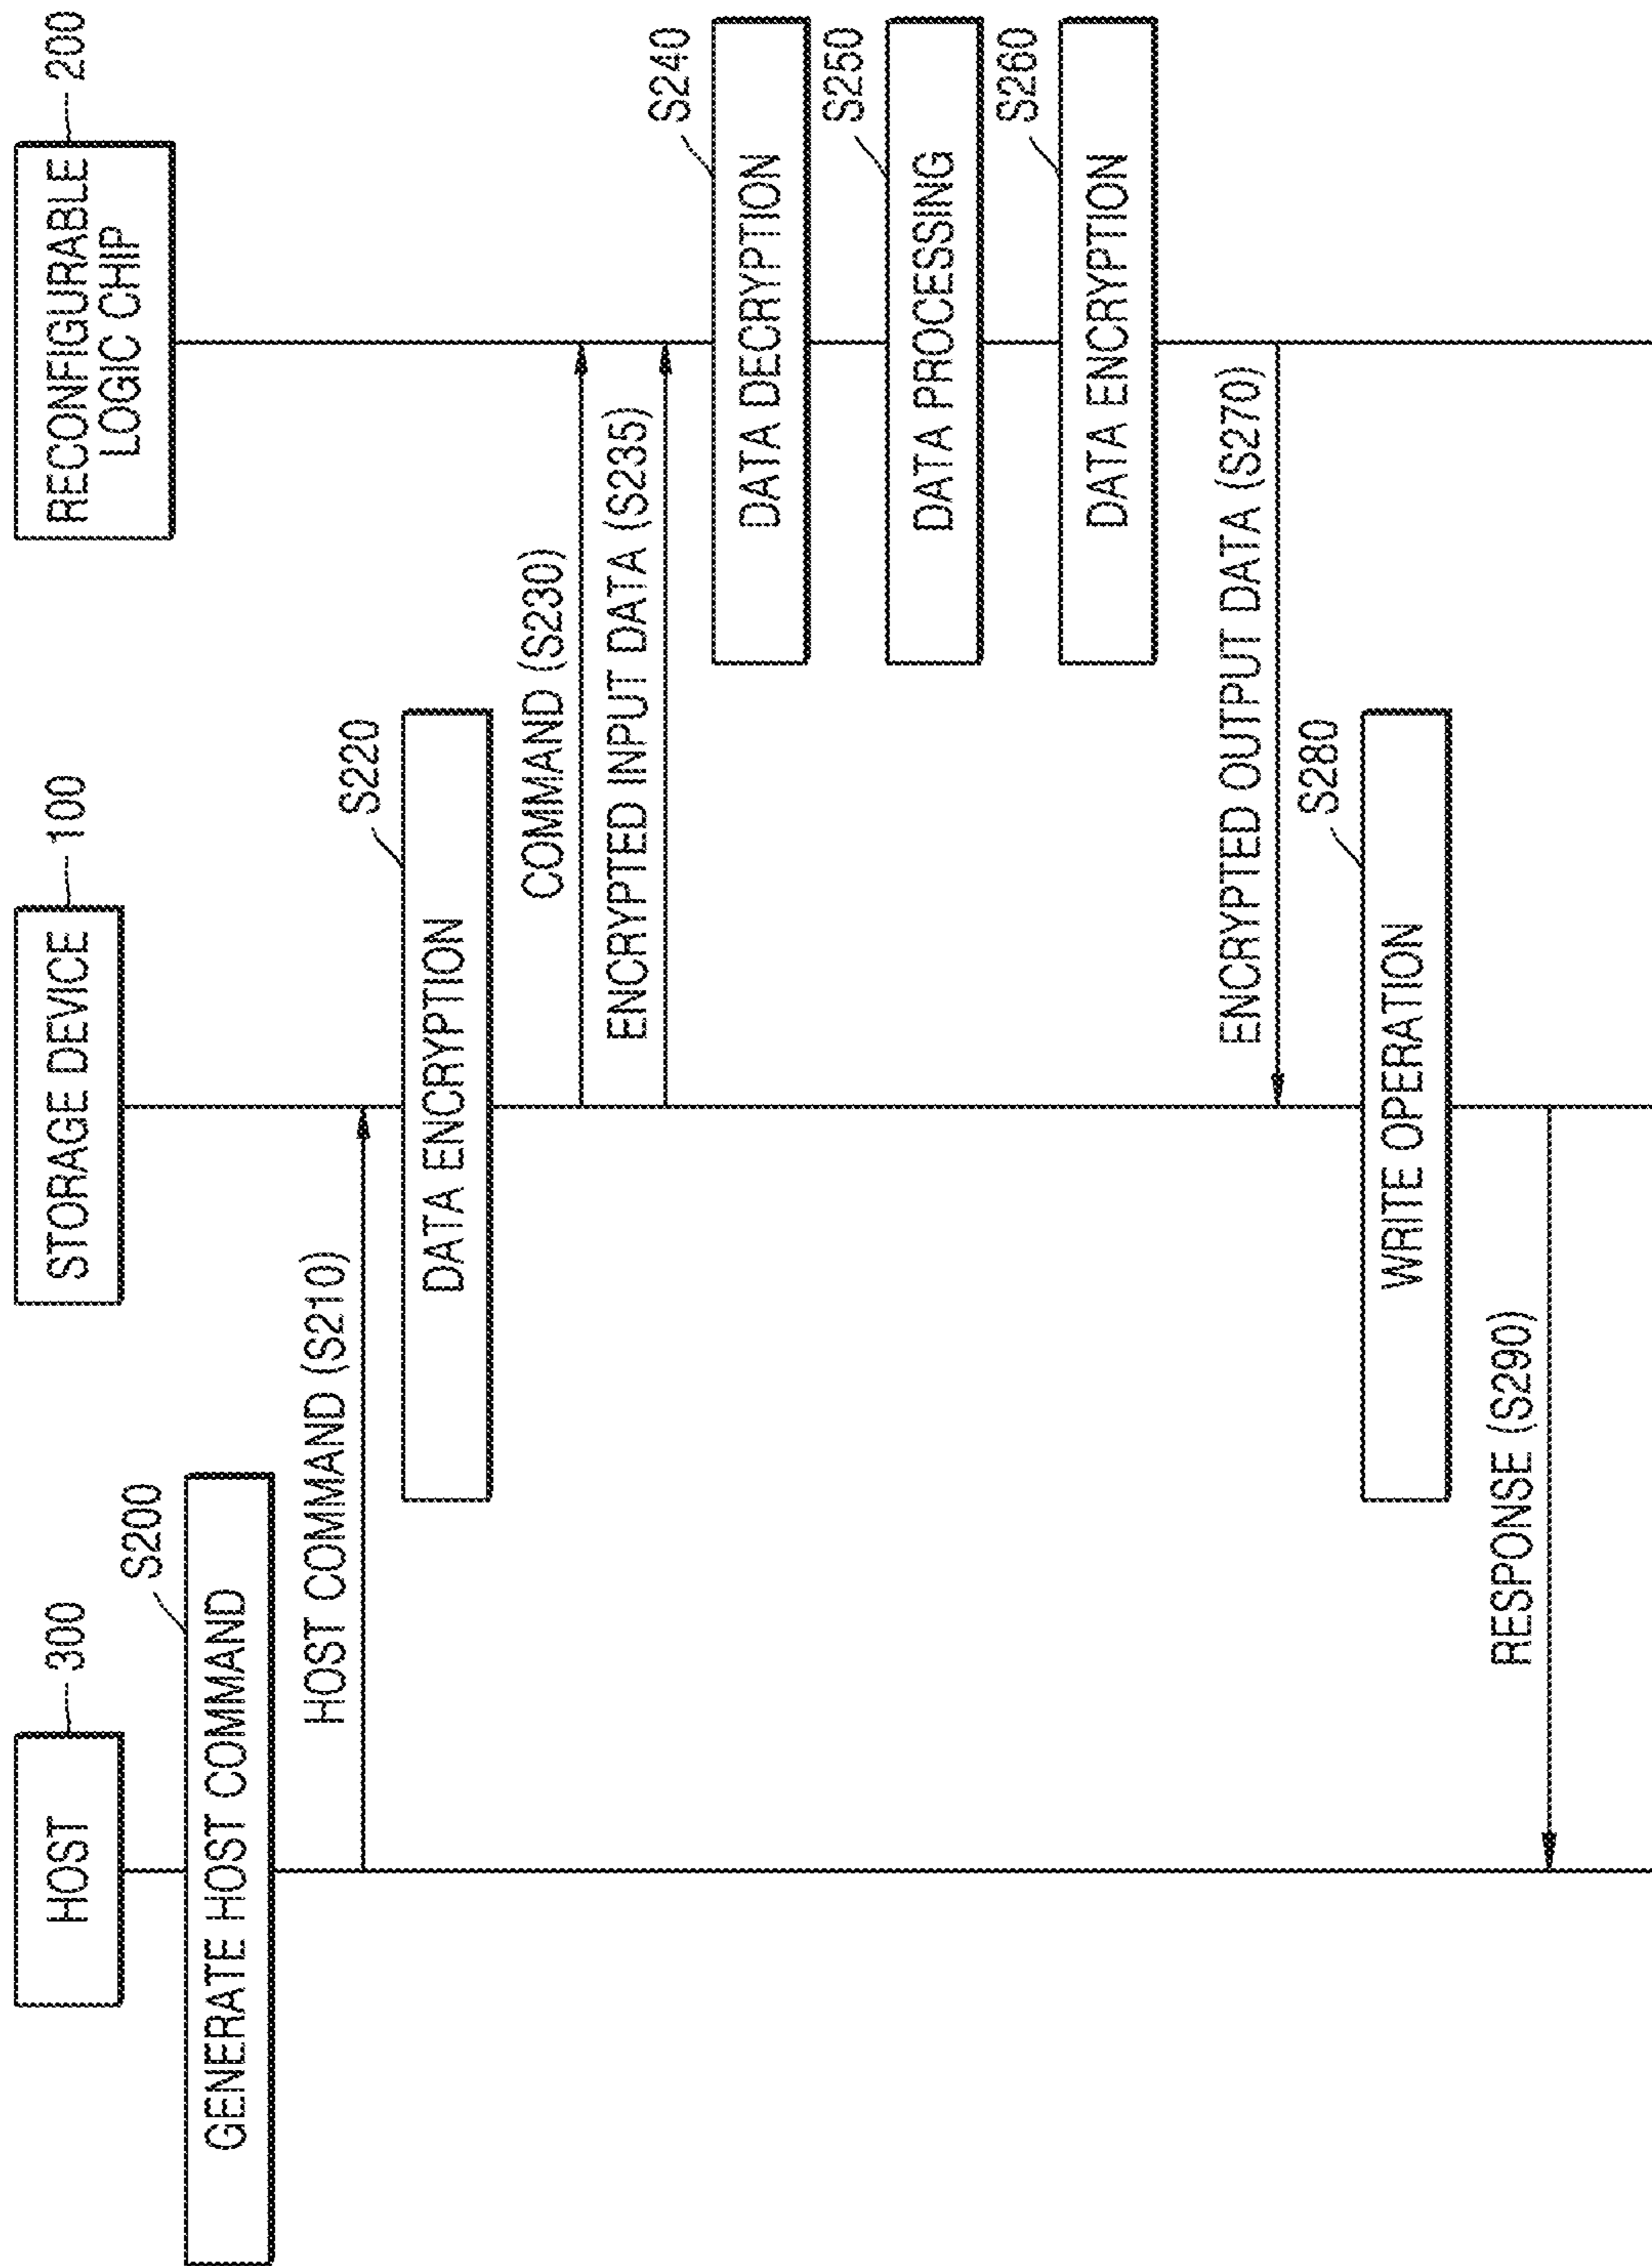 HOST
300
STORAGE DEVICE
100
RECONFIGURABLE
LOGIC CHIP
200
S200
GENERATE HOST COMMAND
HOST COMMAND (S210)
S220
DATA ENCRYPTION
COMMAND (S230)
ENCRYPTED INPUT DATA (S235)
S240
DATA DECRYPTION
S250
DATA PROCESSING
S260
DATA ENCRYPTION
ENCRYPTED OUTPUT DATA (S270)
S280
WRITE OPERATION
RESPONSE (S290)